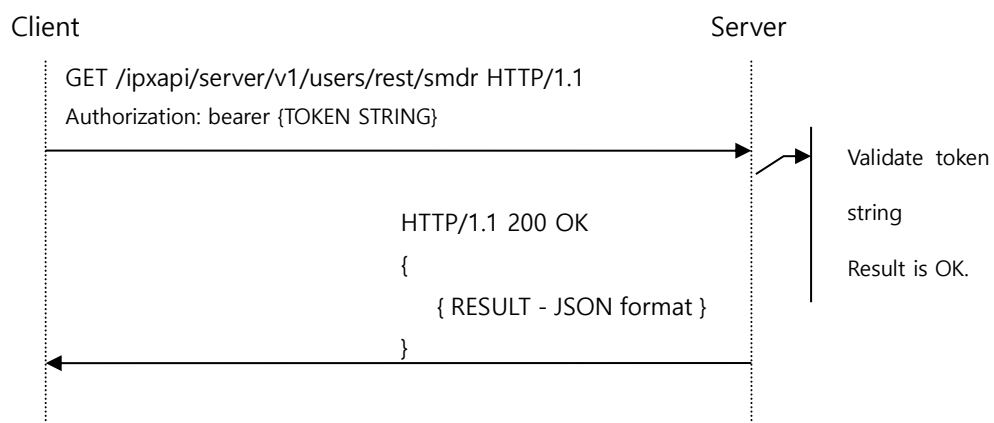 Client
Server
GET /ipxapi/server/v1/users/rest/smdr HTTP/1.1
Authorization: bearer {TOKEN STRING}
Validate token
string
Result is OK.
HTTP/1.1 200 OK
{
{ RESULT - JSON format }
}